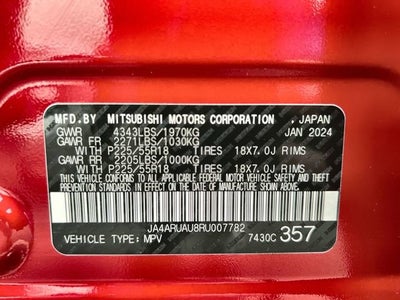 MFD.BY MITSUBISHI MOTORS CORPORATION . JAPAN
GWR 4343LBS/1970KG JAN 2024
GAWR FR 2271LBS/1030KG
WITH P225/55R18 TIRES 18X7.0J RIMS
GAWR RR 2205LBS/1000KG
WITH P225/55R18 TIRES 18X7.0J RIMS
THIS VEHICLE CONFORMS TO ALL APPLICABLE
FEDERAL MOTOR VEHICLE SAFETY AND THEFT
PREVENTION STANDARDS IN EFFECT ON THE DATE
OF MANUFACTURE SHOWN ABOVE.
JA4ARUAU8RU007782
VEHICLE TYPE: MPV 7430C 357